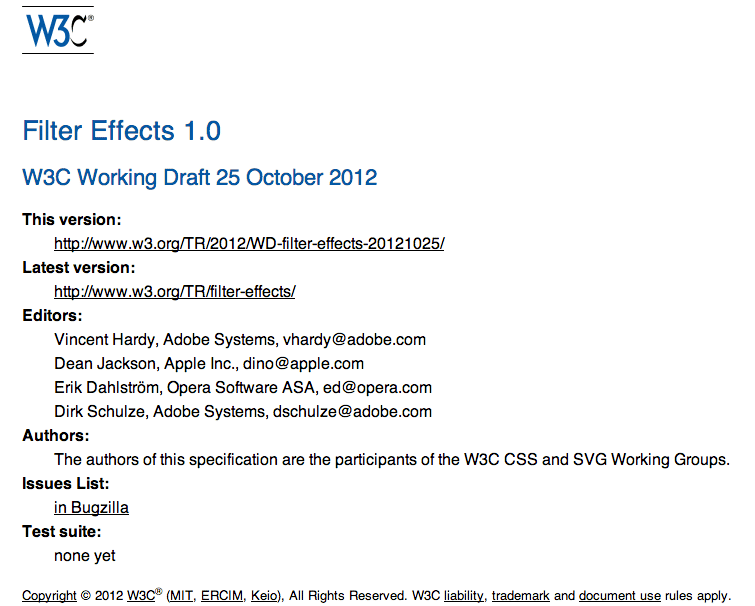 W3C®
Filter Effects 1.0
W3C Working Draft 25 October 2012
This version:
http://www.w3.org/TR/2012/WD-filter-effects-20121025/
Latest version:
http://www.w3.org/TR/filter-effects/
Editors:
Vincent Hardy, Adobe Systems, vhardy@adobe.com
Dean Jackson, Apple Inc., dino@apple.com
Erik Dahlström, Opera Software ASA, ed@opera.com
Dirk Schulze, Adobe Systems, dschulze@adobe.com
Authors:
The authors of this specification are the participants of the W3C CSS and SVG Working Groups.
Issues List:
in Bugzilla
Test suite:
none yet
Copyright © 2012 W3C® (MIT, ERCIM, Keio), All Rights Reserved. W3C liability, trademark and document use rules apply.